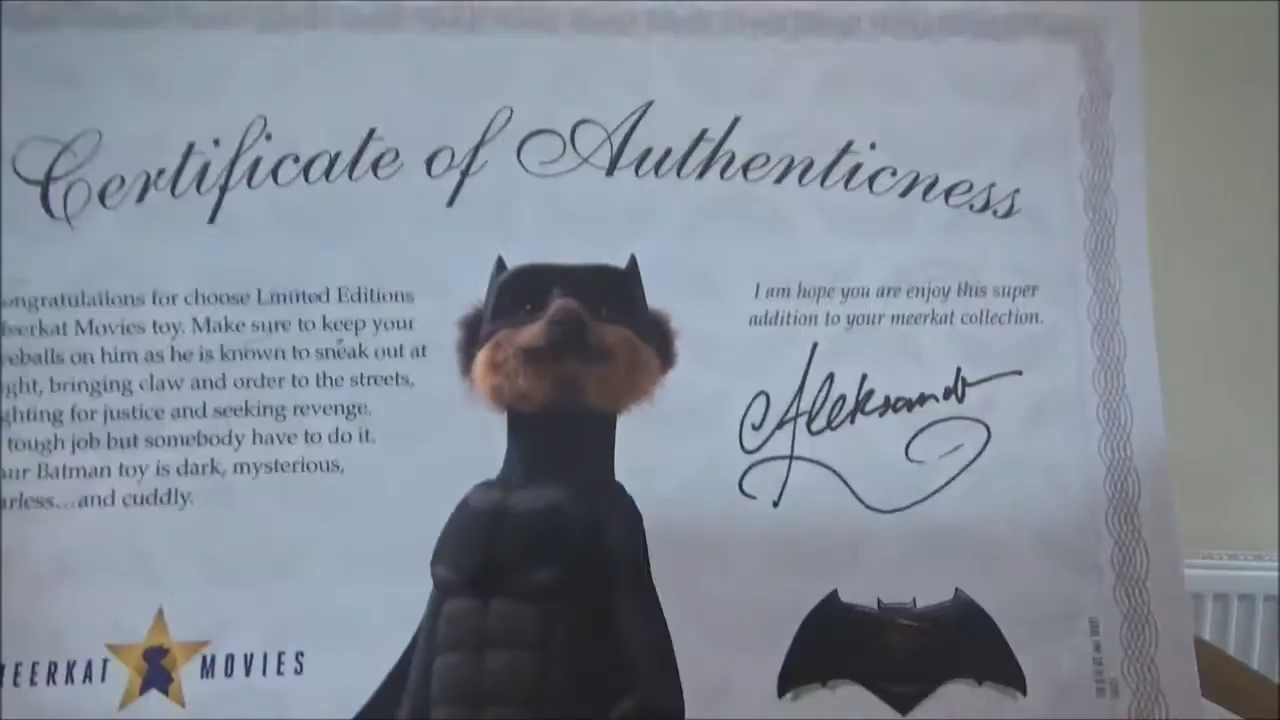 Certificate of Authenticness
ongratulations for choose Limited Editions
eerkat Movies toy. Make sure to keep your
eballs on him as he is known to sneak out at
ght, bringing claw and order to the streets,
ghting for justice and seeking revenge.
tough job but somebody have to do it.
ur Batman toy is dark, mysterious,
arless...and cuddly.
I am hope you are enjoy this super
addition to your meerkat collection.
Aleksandr
EERKAT MOVIES